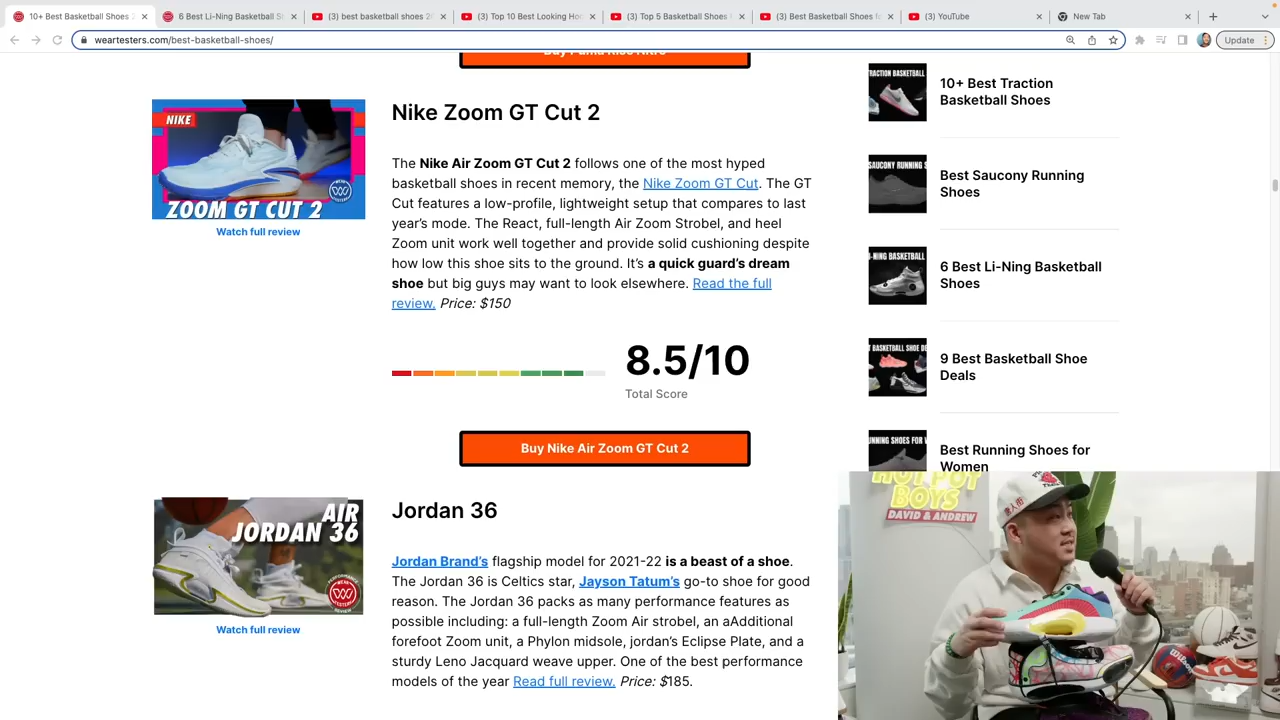 10+ Best Basketball Shoes
6 Best Li-Ning Basketball Sh
(3) best basketball shoes 20
(3) Top 10 Best Looking Hoo
(3) Top 5 Basketball Shoes
(3) Best Basketball Shoes fo
(3) YouTube
New Tab
weartesters.com/best-basketball-shoes/
Update
NIKE
ZOOM GT CUT 2
Watch full review
Nike Zoom GT Cut 2
The Nike Air Zoom GT Cut 2 follows one of the most hyped
basketball shoes in recent memory, the Nike Zoom GT Cut. The GT
Cut features a low-profile, lightweight setup that compares to last
year’s mode. The React, full-length Air Zoom Strobel, and heel
Zoom unit work well together and provide solid cushioning despite
how low this shoe sits to the ground. It’s a quick guard’s dream
shoe but big guys may want to look elsewhere. Read the full
review. Price: $150
8.5/10
Total Score
Buy Nike Air Zoom GT Cut 2
AIR
JORDAN 36
Watch full review
Jordan 36
Jordan Brand’s flagship model for 2021-22 is a beast of a shoe.
The Jordan 36 is Celtics star, Jayson Tatum’s go-to shoe for good
reason. The Jordan 36 packs as many performance features as
possible including: a full-length Zoom Air strobel, an aAdditional
forefoot Zoom unit, a Phylon midsole, jordan’s Eclipse Plate, and a
sturdy Leno Jacquard weave upper. One of the best performance
models of the year Read full review. Price: $185.
10+ Best Traction
Basketball Shoes
Best Saucony Running
Shoes
6 Best Li-Ning Basketball
Shoes
9 Best Basketball Shoe
Deals
Best Running Shoes for
Women
HOT POT
BOYS
DAVID & ANDREW
Wilson